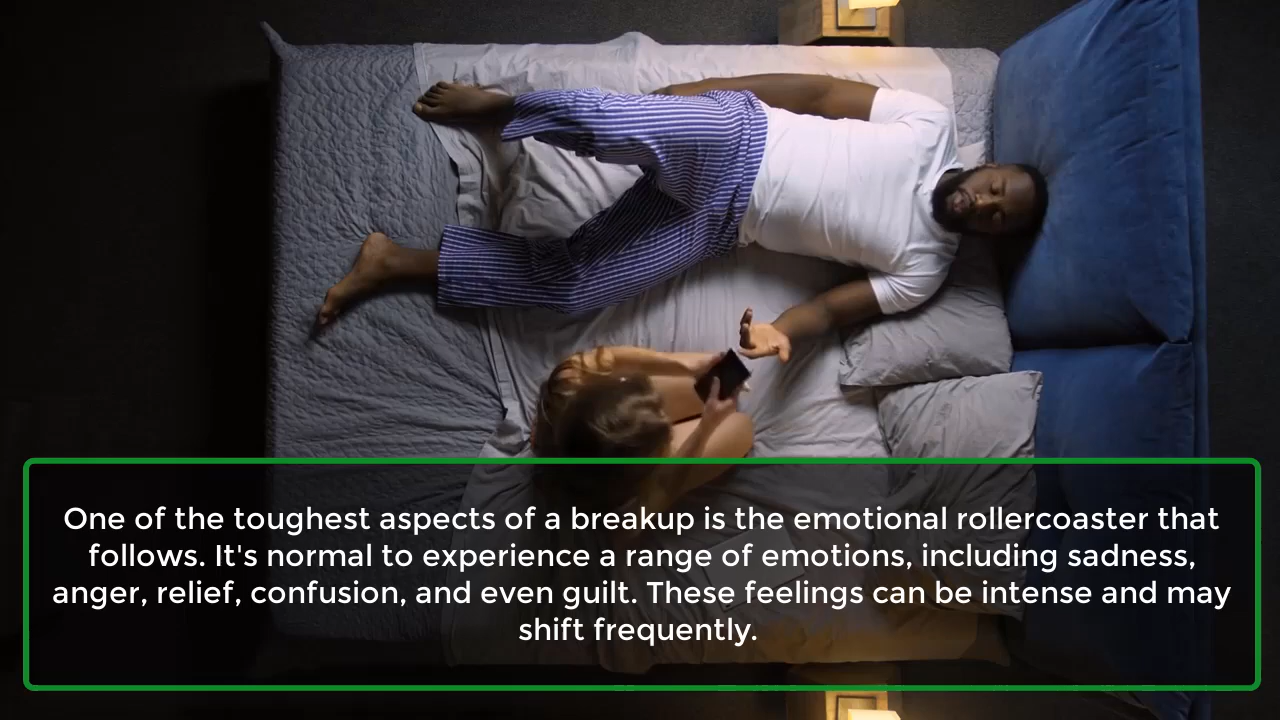 One of the toughest aspects of a breakup is the emotional rollercoaster that
follows. It's normal to experience a range of emotions, including sadness,
anger, relief, confusion, and even guilt. These feelings can be intense and may
shift frequently.